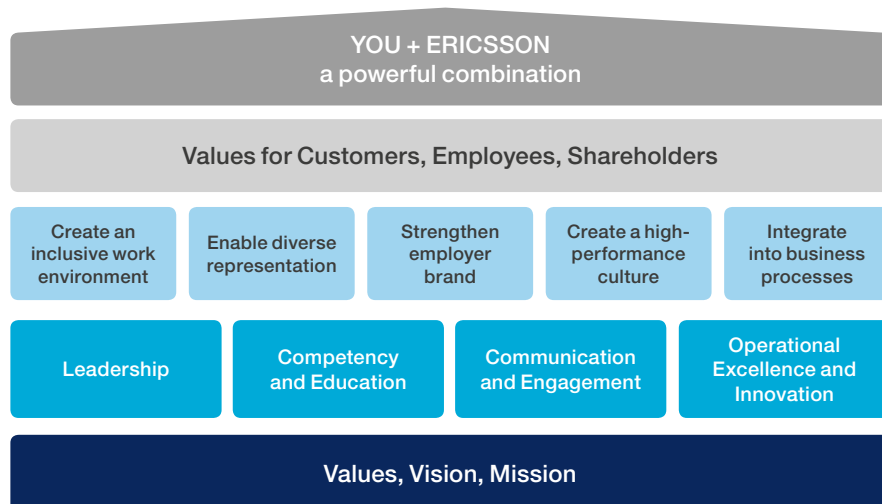 YOU + ERICSSON
a powerful combination
Values for Customers, Employees, Shareholders
Create an
inclusive work
environment
Enable diverse
representation
Strengthen
employer
brand
Create a high-
performance
culture
Integrate
into business
processes
Leadership
Competency
and Education
Communication
and Engagement
Operational
Excellence and
Innovation
Values, Vision, Mission